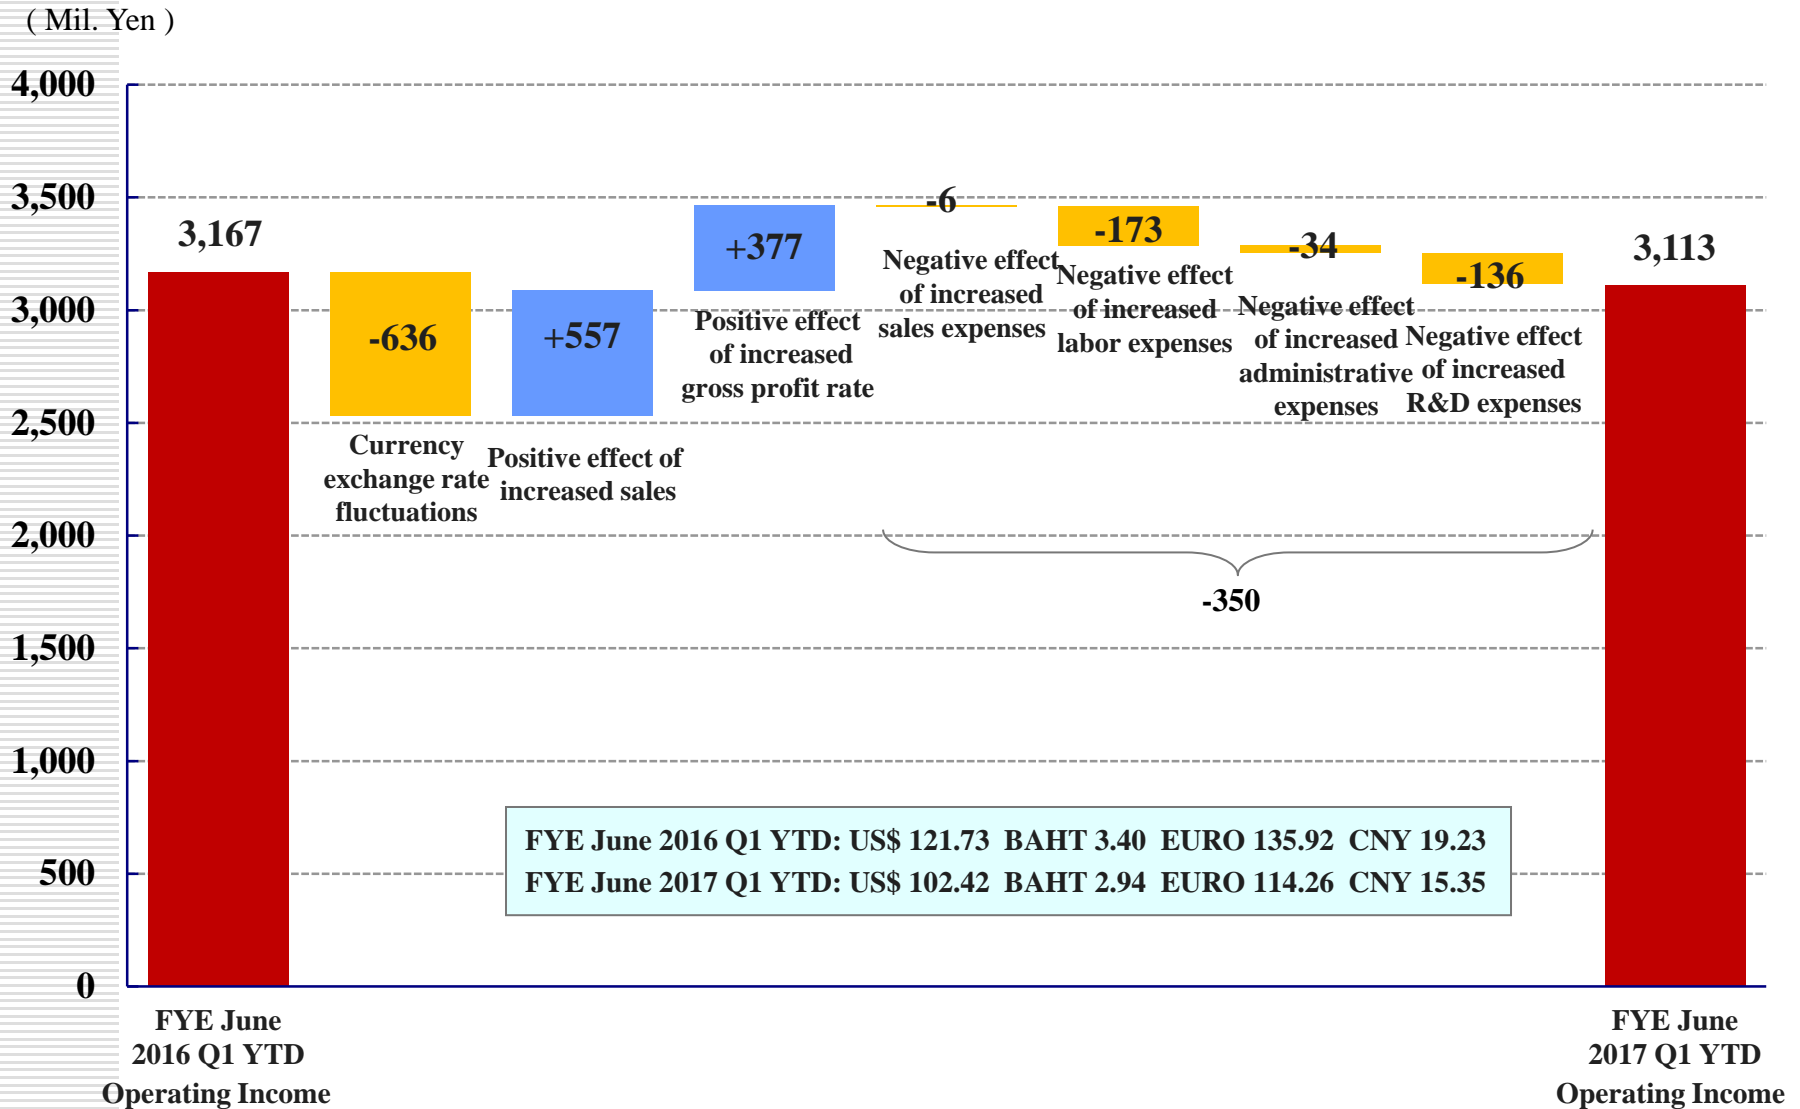 ( Mil. Yen )
4,000
3,500
3,000
2,500
2,000
1,500
1,000
500
0
3,167
-636
+557
+377
-6
-173
-34
-136
3,113
Currency
exchange rate
fluctuations
Positive effect of
increased sales
Positive effect
of increased
gross profit rate
Negative effect
of increased
sales expenses
Negative effect
of increased
labor expenses
Negative effect
of increased
administrative
expenses
Negative effect
of increased
R&D expenses
-350
FYE June 2016 Q1 YTD: US$ 121.73 BAHT 3.40 EURO 135.92 CNY 19.23
FYE June 2017 Q1 YTD: US$ 102.42 BAHT 2.94 EURO 114.26 CNY 15.35
FYE June
2016 Q1 YTD
Operating Income
FYE June
2017 Q1 YTD
Operating Income